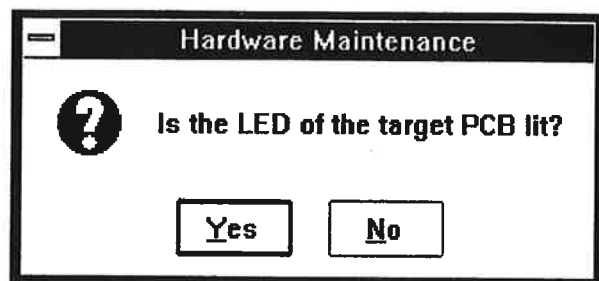 Hardware Maintenance
Is the LED of the target PCB lit?
Yes No